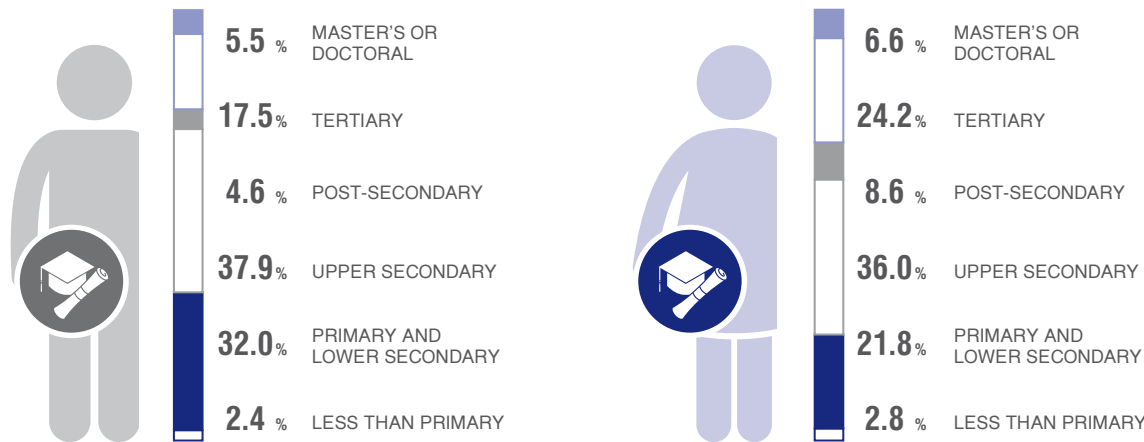 5.5 % MASTER'S OR
DOCTORAL
17.5 % TERTIARY
4.6 % POST-SECONDARY
37.9 % UPPER SECONDARY
32.0 % PRIMARY AND
LOWER SECONDARY
2.4 % LESS THAN PRIMARY
6.6 % MASTER'S OR
DOCTORAL
24.2 % TERTIARY
8.6 % POST-SECONDARY
36.0 % UPPER SECONDARY
21.8 % PRIMARY AND
LOWER SECONDARY
2.8 % LESS THAN PRIMARY